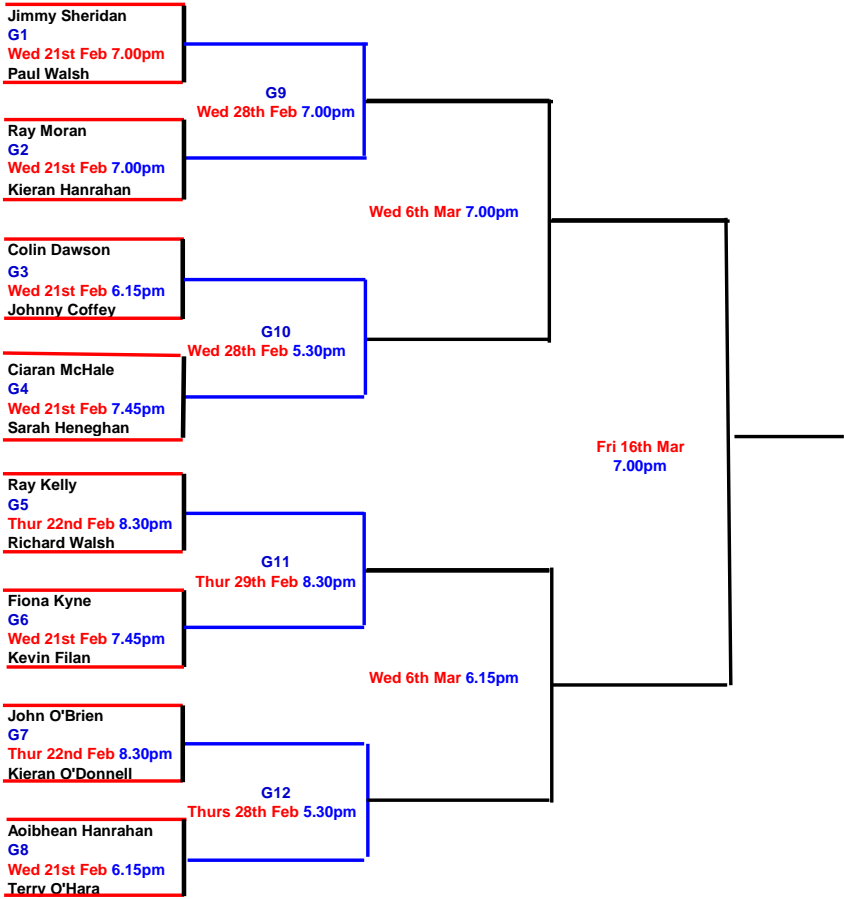 Jimmy Sheridan
G1
Wed 21st Feb 7.00pm
Paul Walsh
G9
Wed 28th Feb 7.00pm
Ray Moran
G2
Wed 21st Feb 7.00pm
Kieran Hanrahan
Wed 6th Mar 7.00pm
Colin Dawson
G3
Wed 21st Feb 6.15pm
Johnny Coffey
G10
Wed 28th Feb 5.30pm
Ciaran McHale
G4
Wed 21st Feb 7.45pm
Sarah Heneghan
Fri 16th Mar
7.00pm
Ray Kelly
G5
Thur 22nd Feb 8.30pm
Richard Walsh
G11
Thur 29th Feb 8.30pm
Fiona Kyne
G6
Wed 21st Feb 7.45pm
Kevin Filan
Wed 6th Mar 6.15pm
John O'Brien
G7
Thur 22nd Feb 8.30pm
Kieran O'Donnell
G12
Thurs 28th Feb 5.30pm
Aoibhean Hanrahan
G8
Wed 21st Feb 6.15pm
Terry O'Hara